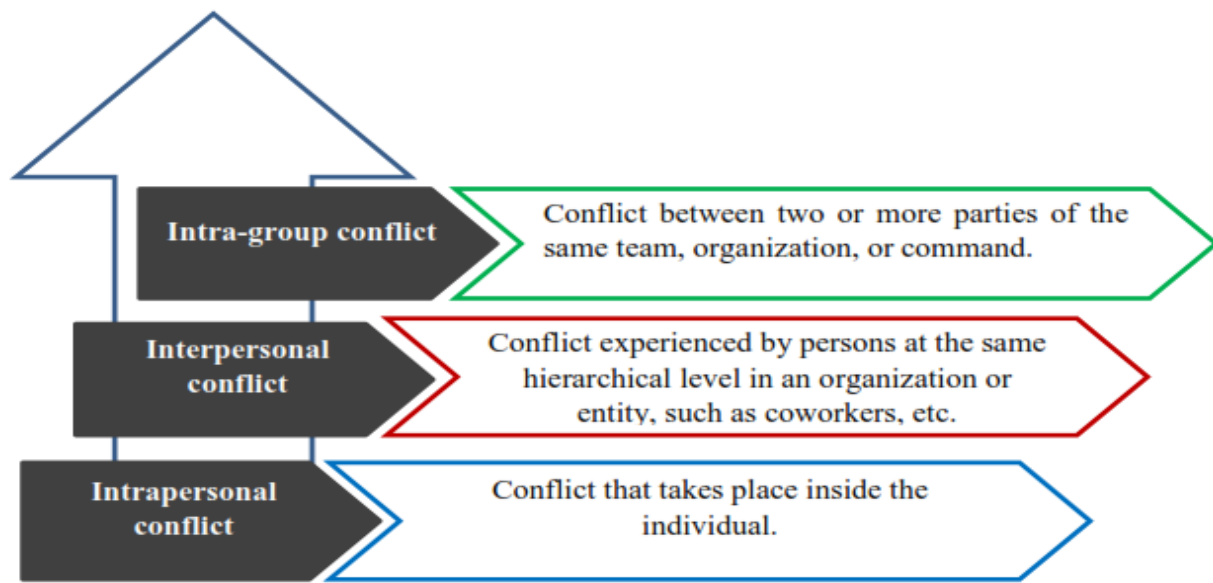 Intra-group conflict
Conflict between two or more parties of the
same team, organization, or command.
Interpersonal
conflict
Conflict experienced by persons at the same
hierarchical level in an organization or
entity, such as coworkers, etc.
Intrapersonal
conflict
Conflict that takes place inside the
individual.